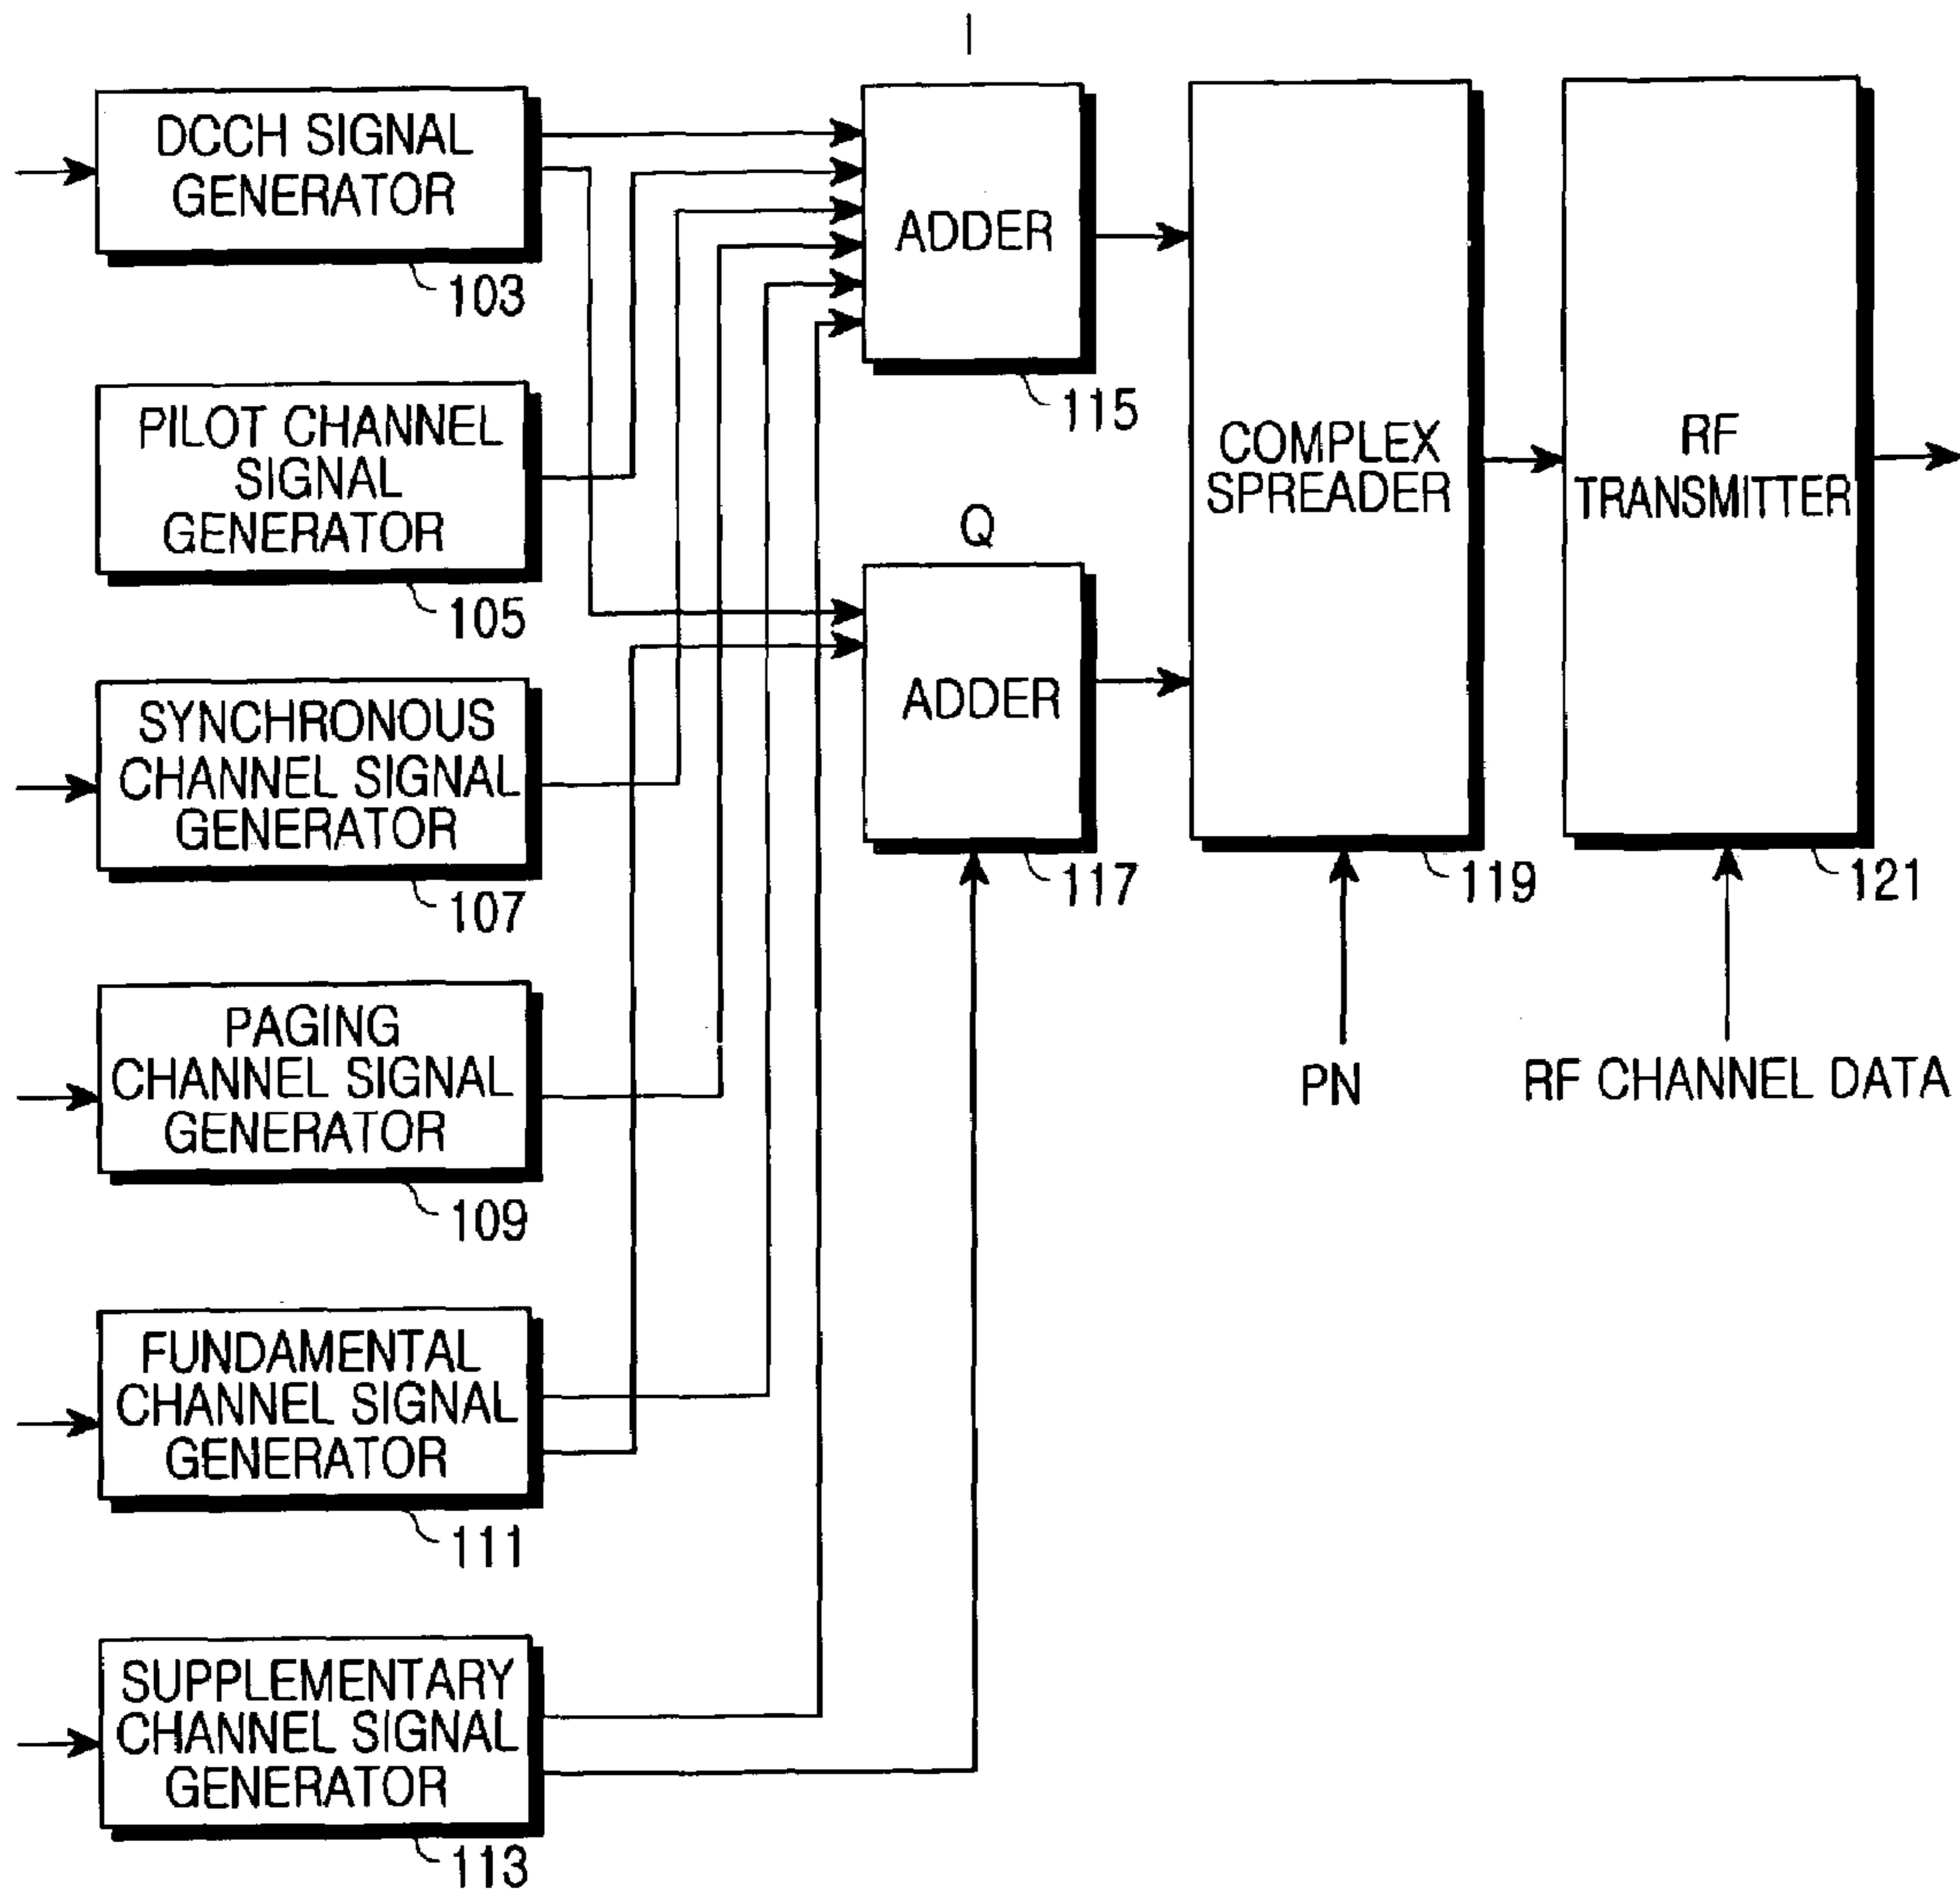 I
DCCH SIGNAL
GENERATOR
103
ADDER
115
PILOT CHANNEL
SIGNAL
GENERATOR
105
COMPLEX
SPREADER
119
RF
TRANSMITTER
121
Q
ADDER
117
SYNCHRONOUS
CHANNEL SIGNAL
GENERATOR
107
PN
RF CHANNEL DATA
PAGING
CHANNEL SIGNAL
GENERATOR
109
FUNDAMENTAL
CHANNEL SIGNAL
GENERATOR
111
SUPPLEMENTARY
CHANNEL SIGNAL
GENERATOR
113